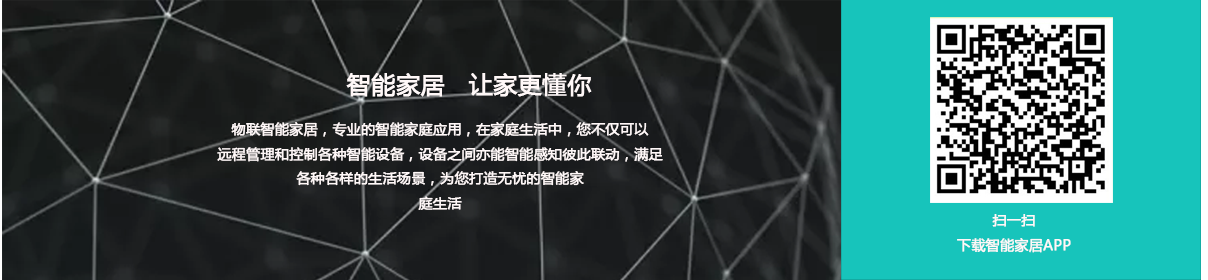 智能家居 让家更懂你
物联智能家居，专业的智能家庭应用，在家庭生活中，您不仅可以
远程管理和控制各种智能设备，设备之间亦能智能感知彼此联动，满足
各种各样的生活场景，为您打造无忧的智能家
庭生活
扫一扫
下载智能家居APP